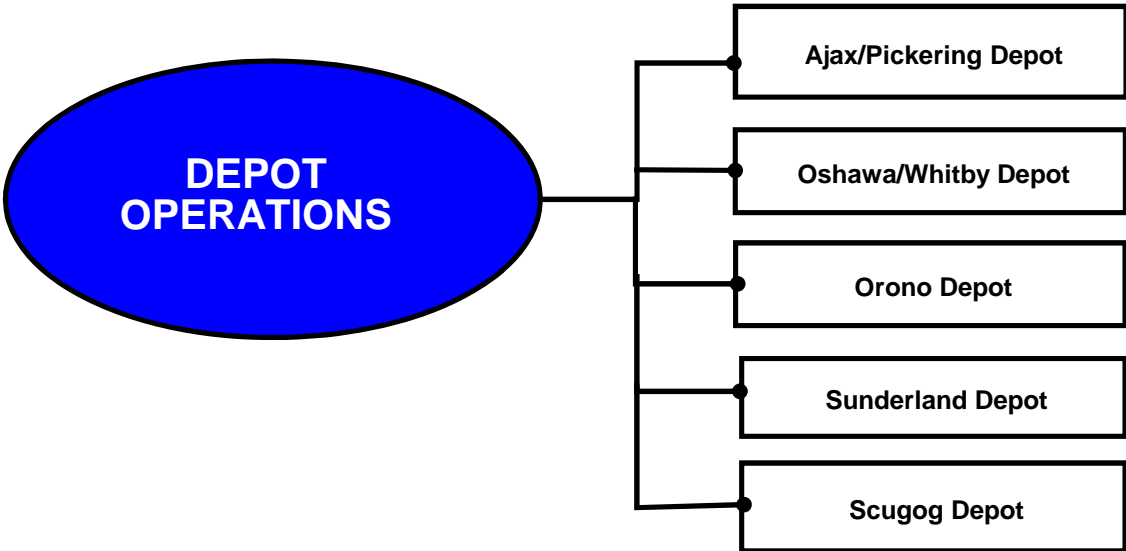 DEPOT
OPERATIONS
Ajax/Pickering Depot
Oshawa/Whitby Depot
Orono Depot
Sunderland Depot
Scugog Depot